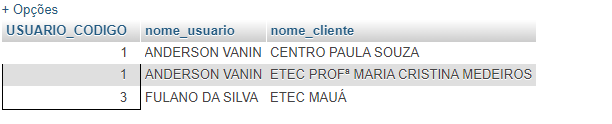 + Opções
USUARIO_CODIGO nome_usuario nome_cliente
1 ANDERSON VANIN CENTRO PAULA SOUZA
1 ANDERSON VANIN ETEC PROFª MARIA CRISTINA MEDEIROS
3 FULANO DA SILVA ETEC MAUÁ